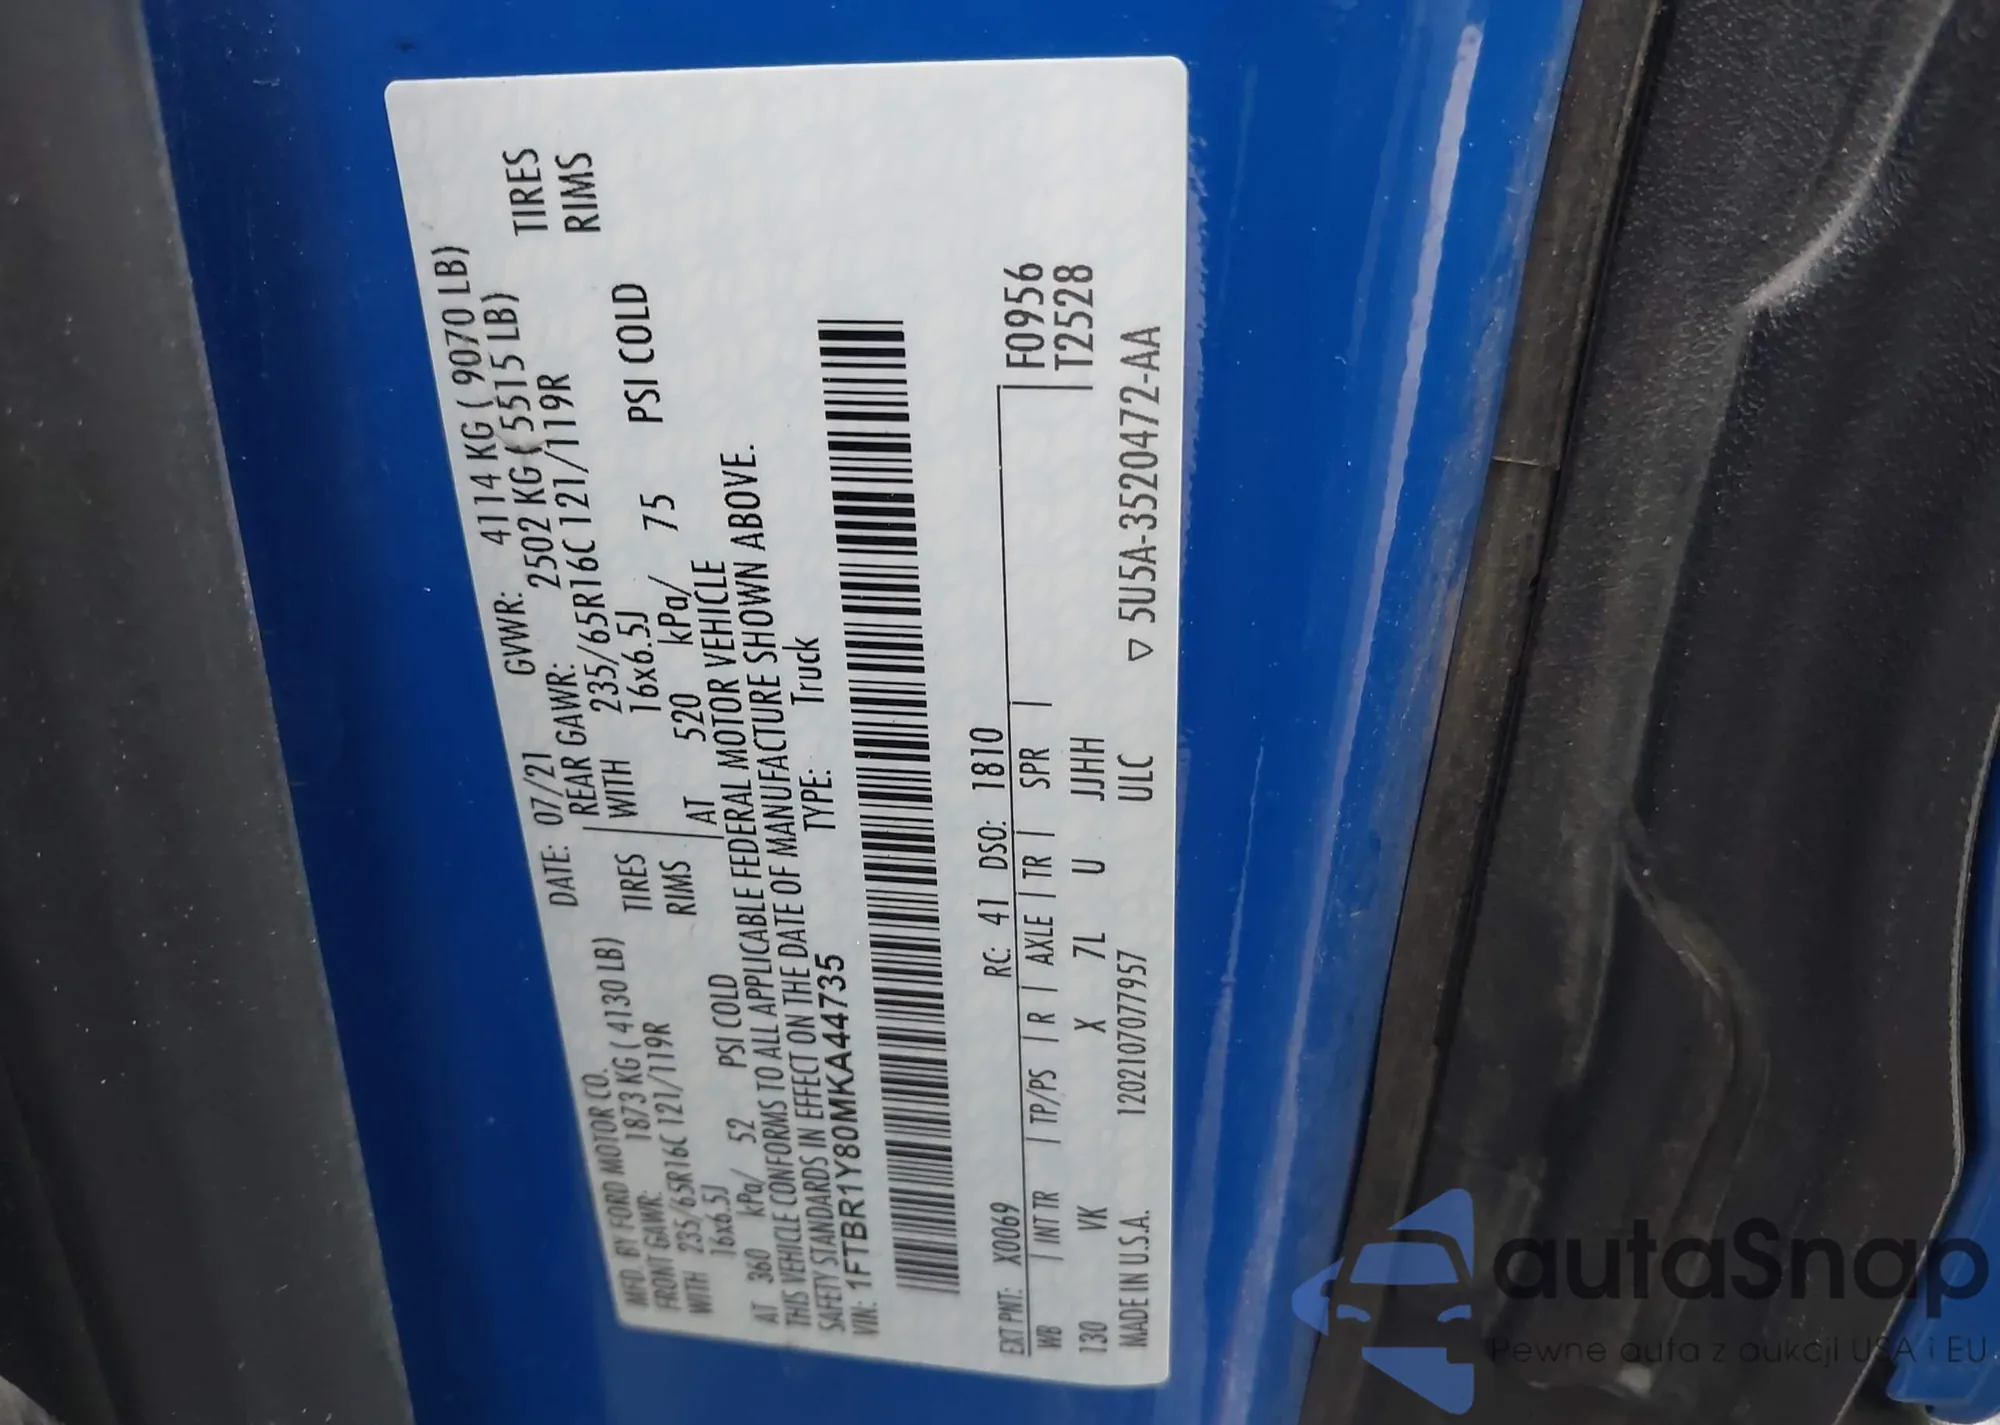 MFD. BY FORD MOTOR CO.
DATE: 07/21 GVWR: 4114 KG ( 9070 LB)
FRONT GAWR: 1873 KG ( 4130 LB) REAR GAWR: 2502 KG ( 5515 LB)
WITH 235/65R16C 121/119R TIRES WITH 235/65R16C 121/119R TIRES
16x6.5J RIMS 16x6.5J RIMS
AT 360 kPa/ 52 PSI COLD AT 520 kPa/ 75 PSI COLD
THIS VEHICLE CONFORMS TO ALL APPLICABLE FEDERAL MOTOR VEHICLE
SAFETY STANDARDS IN EFFECT ON THE DATE OF MANUFACTURE SHOWN ABOVE.
VIN: 1FTBR1Y80MKA44735 TYPE: Truck
EXT PNT: X0069 RC: 41 DSO: 1810
WB | INT TR | TP/PS | R | AXLE | TR | SPR | F0956
130 VK X 7L U JJHH T2528
MADE IN U.S.A. 1202107077957 ULC ▽ 5U5A-3520472-AA
autaSnap
Pewne auta z aukcji USA i EU